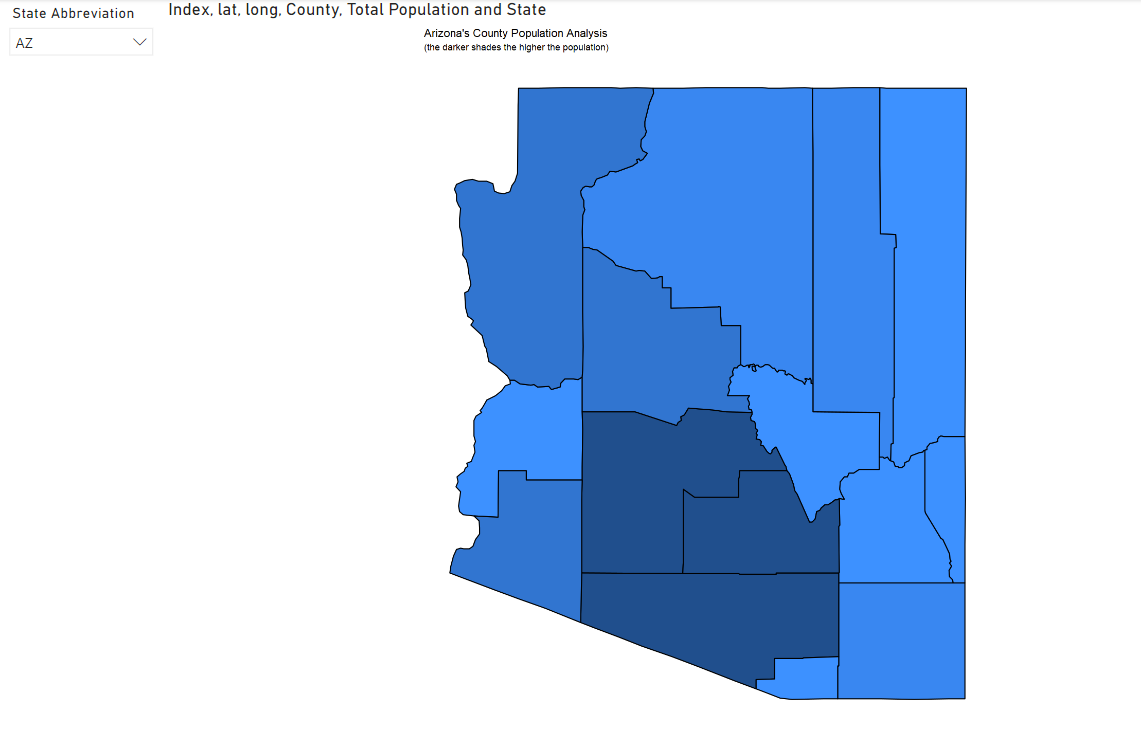 State Abbreviation
AZ
Index, lat, long, County, Total Population and State
Arizona's County Population Analysis
(the darker shades the higher the population)